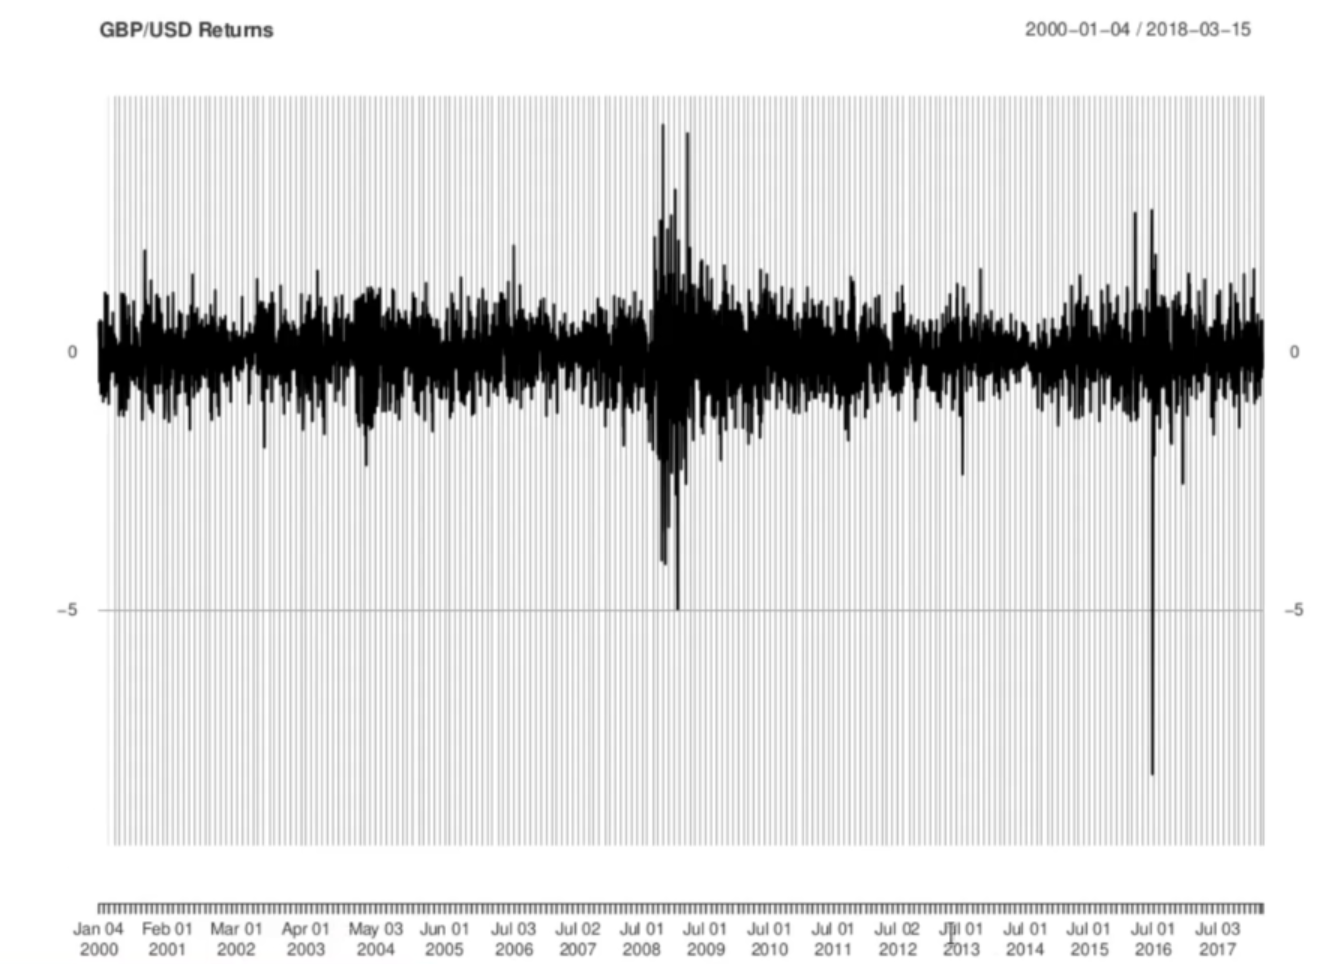 GBP/USD Returns 2000−01−04 / 2018−03−15
0 0
−5 −5
Jan 04 Feb 01 Mar 01 Apr 01 May 03 Jun 01 Jul 03 Jul 02 Jul 01 Jul 01 Jul 01 Jul 01 Jul 02 Jul 01 Jul 01 Jul 01 Jul 01 Jul 03
2000 2001 2002 2003 2004 2005 2006 2007 2008 2009 2010 2011 2012 2013 2014 2015 2016 2017